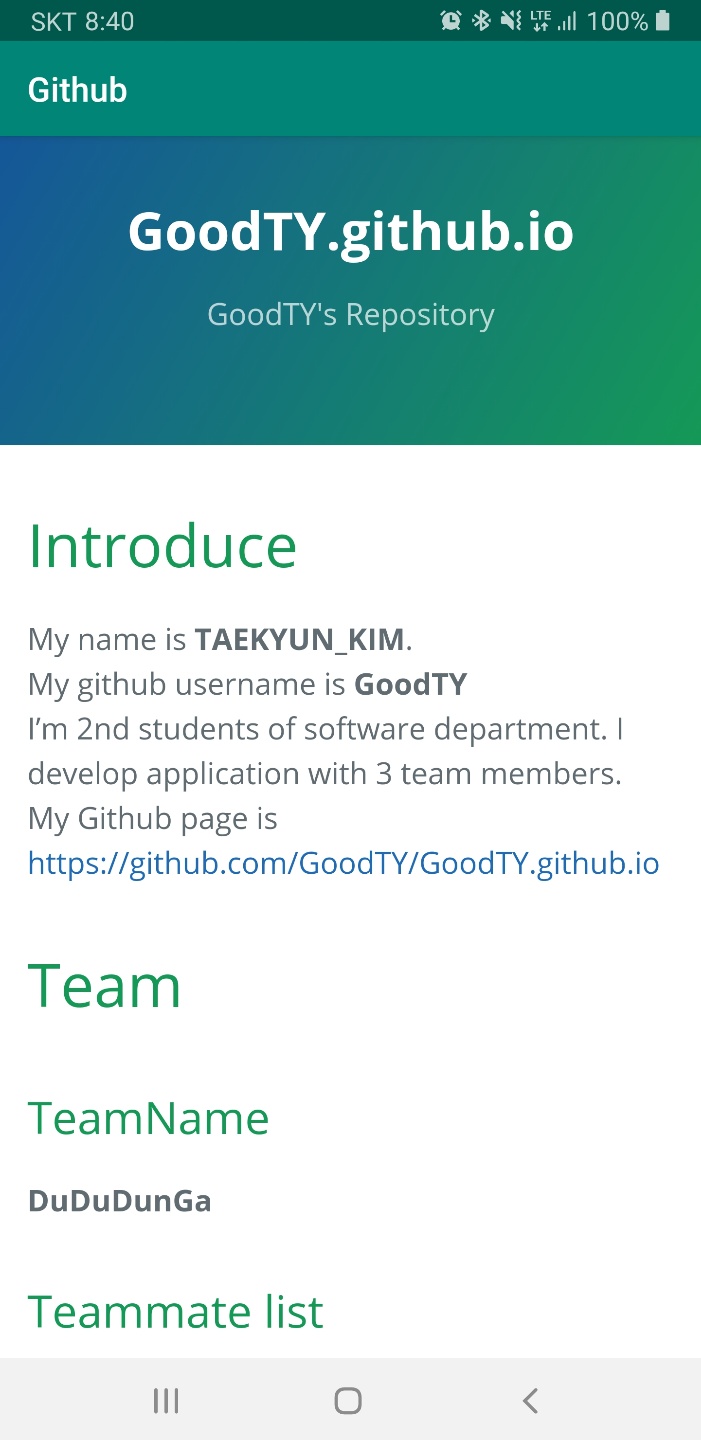 SKT 8:40
LTE
100%
Github
GoodTY.github.io
GoodTY's Repository
Introduce
My name is TAEKYUN_KIM.
My github username is GoodTY
I’m 2nd students of software department. I
develop application with 3 team members.
My Github page is
https://github.com/GoodTY/GoodTY.github.io
Team
TeamName
DuDuDunGa
Teammate list